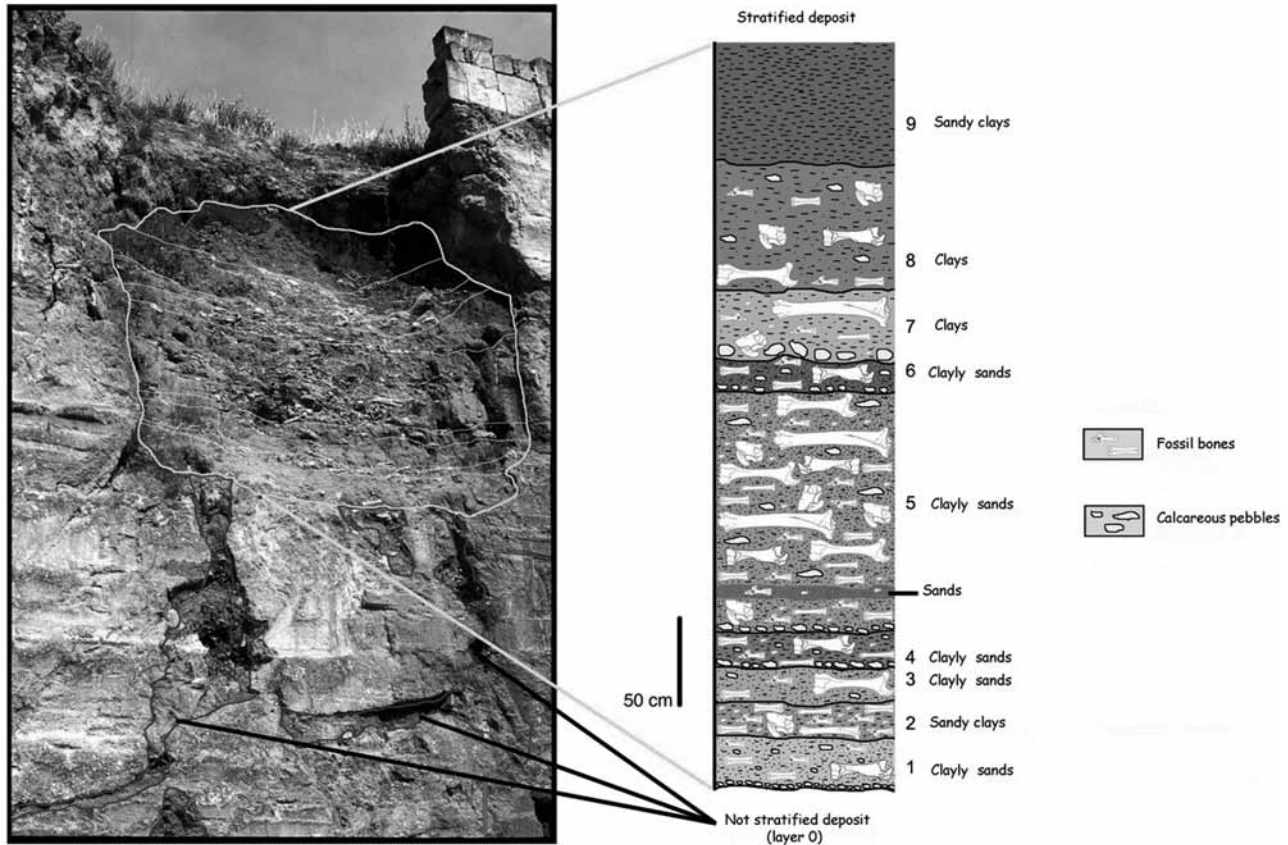 Stratified deposit
9 Sandy clays
8 Clays
7 Clays
6 Clayly sands
5 Clayly sands
Sands
4 Clayly sands
3 Clayly sands
2 Sandy clays
1 Clayly sands
50 cm
Not stratified deposit
(layer 0)
Fossil bones
Calcareous pebbles